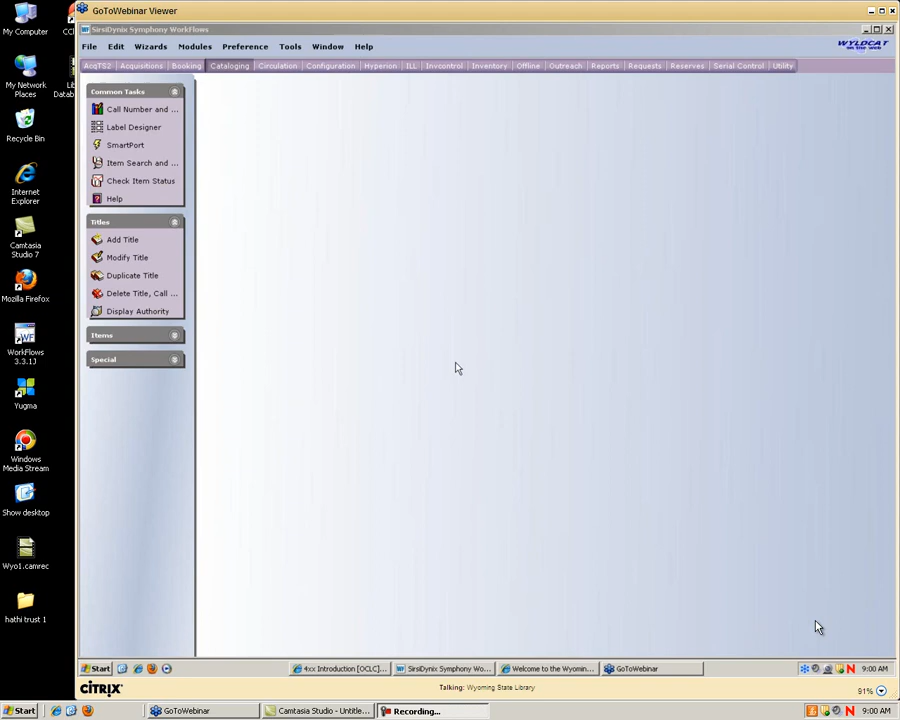 GoToWebinar Viewer
SirsiDynix Symphony WorkFlows
File Edit Wizards Modules Preference Tools Window Help
WYLDCAT
on the web
AcqTS2 Acquisitions Booking Cataloging Circulation Configuration Hyperion ILL Invcontrol Inventory Offline Outreach Reports Requests Reserves Serial Control Utility
Common Tasks
Call Number and ...
Label Designer
SmartPort
Item Search and ...
Check Item Status
Help
Titles
Add Title
Modify Title
Duplicate Title
Delete Title, Call ...
Display Authority
Items
Special
My Computer
My Network
Places
Recycle Bin
Internet
Explorer
Camtasia
Studio 7
Mozilla Firefox
WF
WorkFlows
3.3.1J
Yugma
Windows
Media Stream
Show desktop
Wyo1.camrec
hathi trust 1
Start 4xx Introduction [OCLC]... SirsiDynix Symphony Wo... Welcome to the Wyomin... GoToWebinar N 9:00 AM
CITRIX Talking: Wyoming State Library 91%
Start GoToWebinar Camtasia Studio - Untitle... Recording... N 9:00 AM